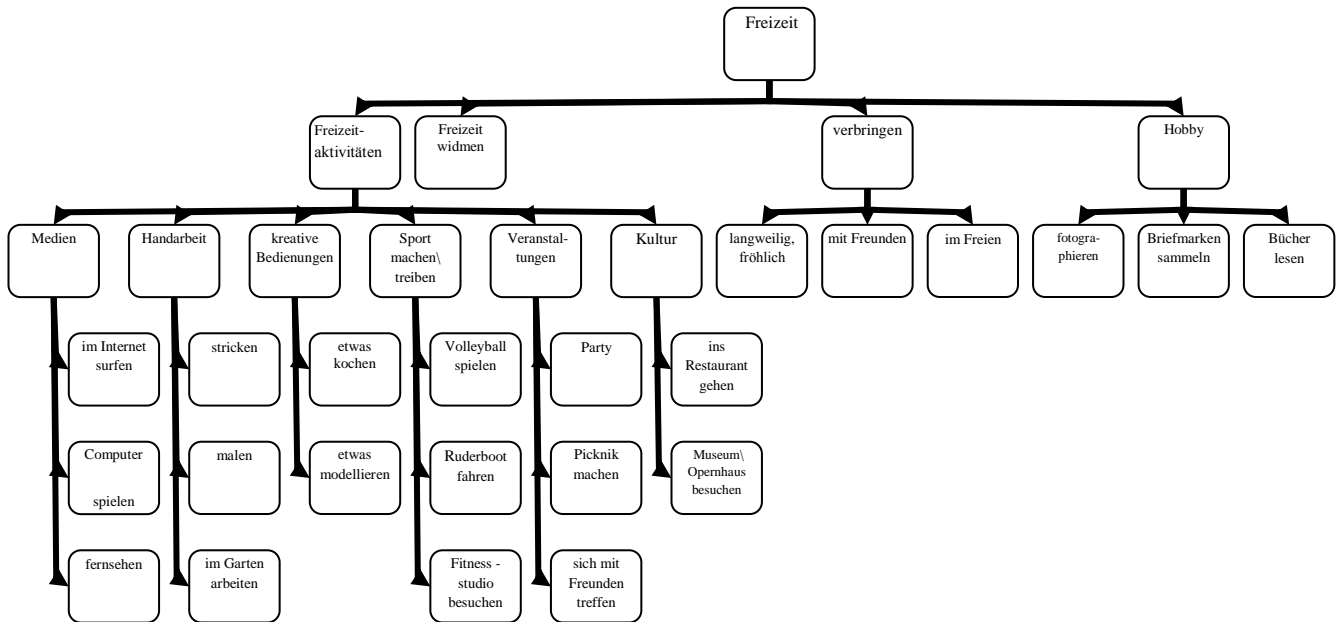 Freizeit
Freizeit-
aktivitäten
Freizeit
widmen
verbringen
Hobby
Medien
Handarbeit
kreative
Bedienungen
Sport
machen\
treiben
Veranstal-
tungen
Kultur
langweilig,
fröhlich
mit Freunden
im Freien
fotogra-
phieren
Briefmarken
sammeln
Bücher
lesen
im Internet
surfen
stricken
etwas
kochen
Volleyball
spielen
Party
ins
Restaurant
gehen
Computer
spielen
malen
etwas
modellieren
Ruderboot
fahren
Picknik
machen
Museum\
Opernhaus
besuchen
fernsehen
im Garten
arbeiten
Fitness -
studio
besuchen
sich mit
Freunden
treffen